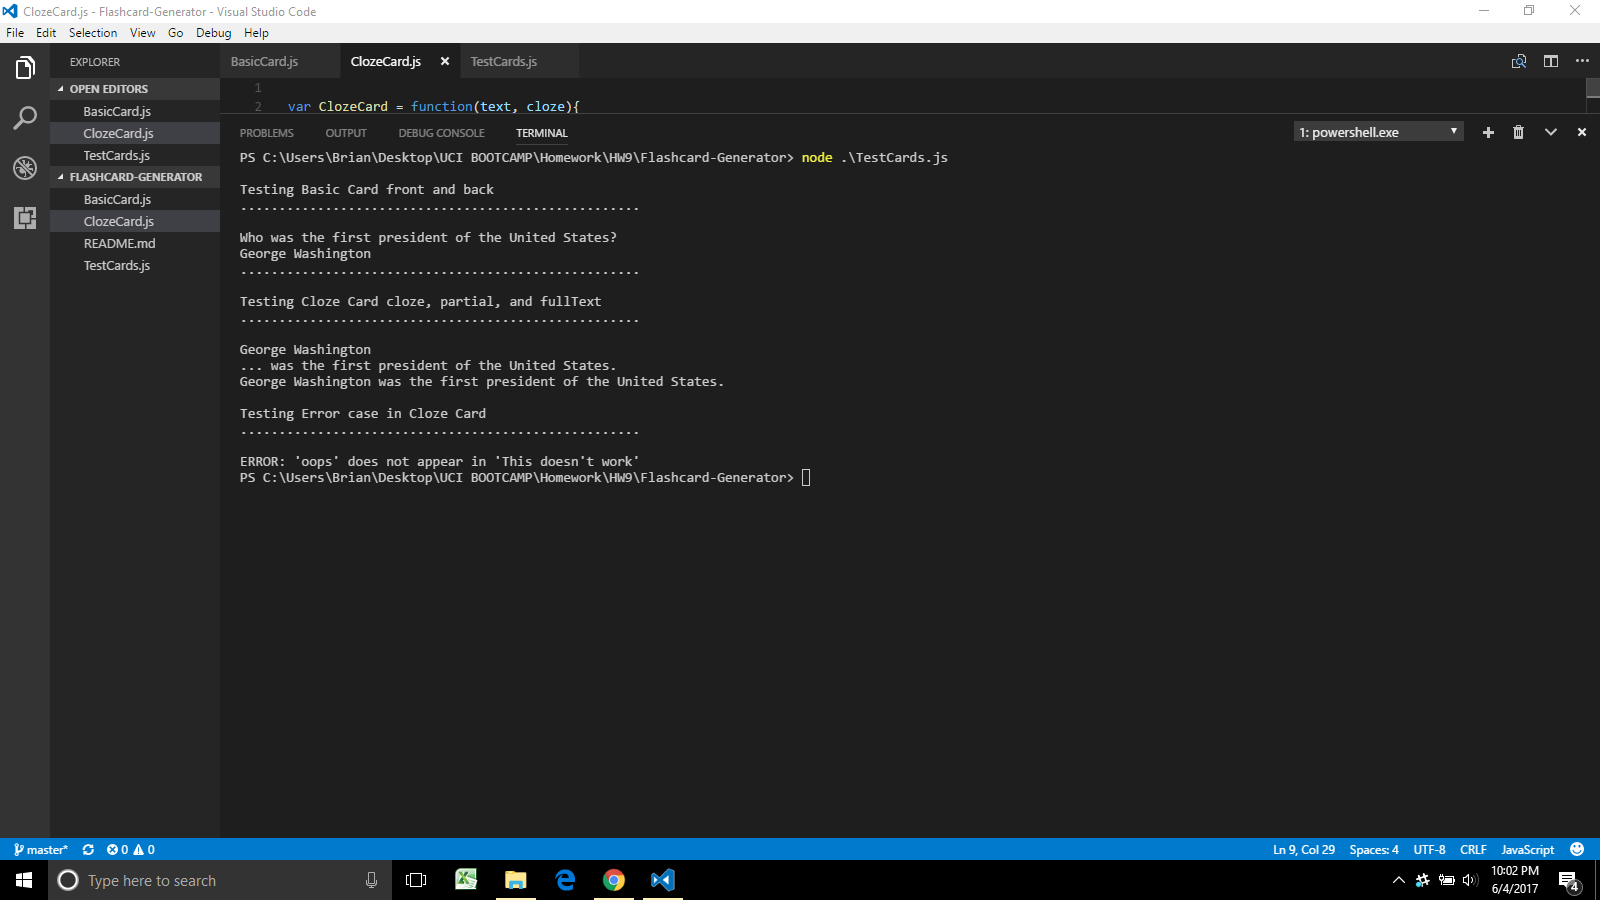 ClozeCard.js - Flashcard-Generator - Visual Studio Code
File Edit Selection View Go Debug Help
EXPLORER
OPEN EDITORS
BasicCard.js
ClozeCard.js
TestCards.js
FLASHCARD-GENERATOR
BasicCard.js
ClozeCard.js
README.md
TestCards.js
BasicCard.js ClozeCard.js TestCards.js
1
2 var ClozeCard = function(text, cloze){
PROBLEMS OUTPUT DEBUG CONSOLE TERMINAL 1: powershell.exe
PS C:\Users\Brian\Desktop\UCI BOOTCAMP\Homework\HW9\Flashcard-Generator> node .\TestCards.js
Testing Basic Card front and back
----------------------------------------------------
Who was the first president of the United States?
George Washington
----------------------------------------------------
Testing Cloze Card cloze, partial, and fullText
----------------------------------------------------
George Washington
... was the first president of the United States.
George Washington was the first president of the United States.
Testing Error case in Cloze Card
----------------------------------------------------
ERROR: 'oops' does not appear in 'This doesn't work'
PS C:\Users\Brian\Desktop\UCI BOOTCAMP\Homework\HW9\Flashcard-Generator>
master* 0 0 Ln 9, Col 29 Spaces: 4 UTF-8 CRLF JavaScript
Type here to search
10:02 PM
6/4/2017
4